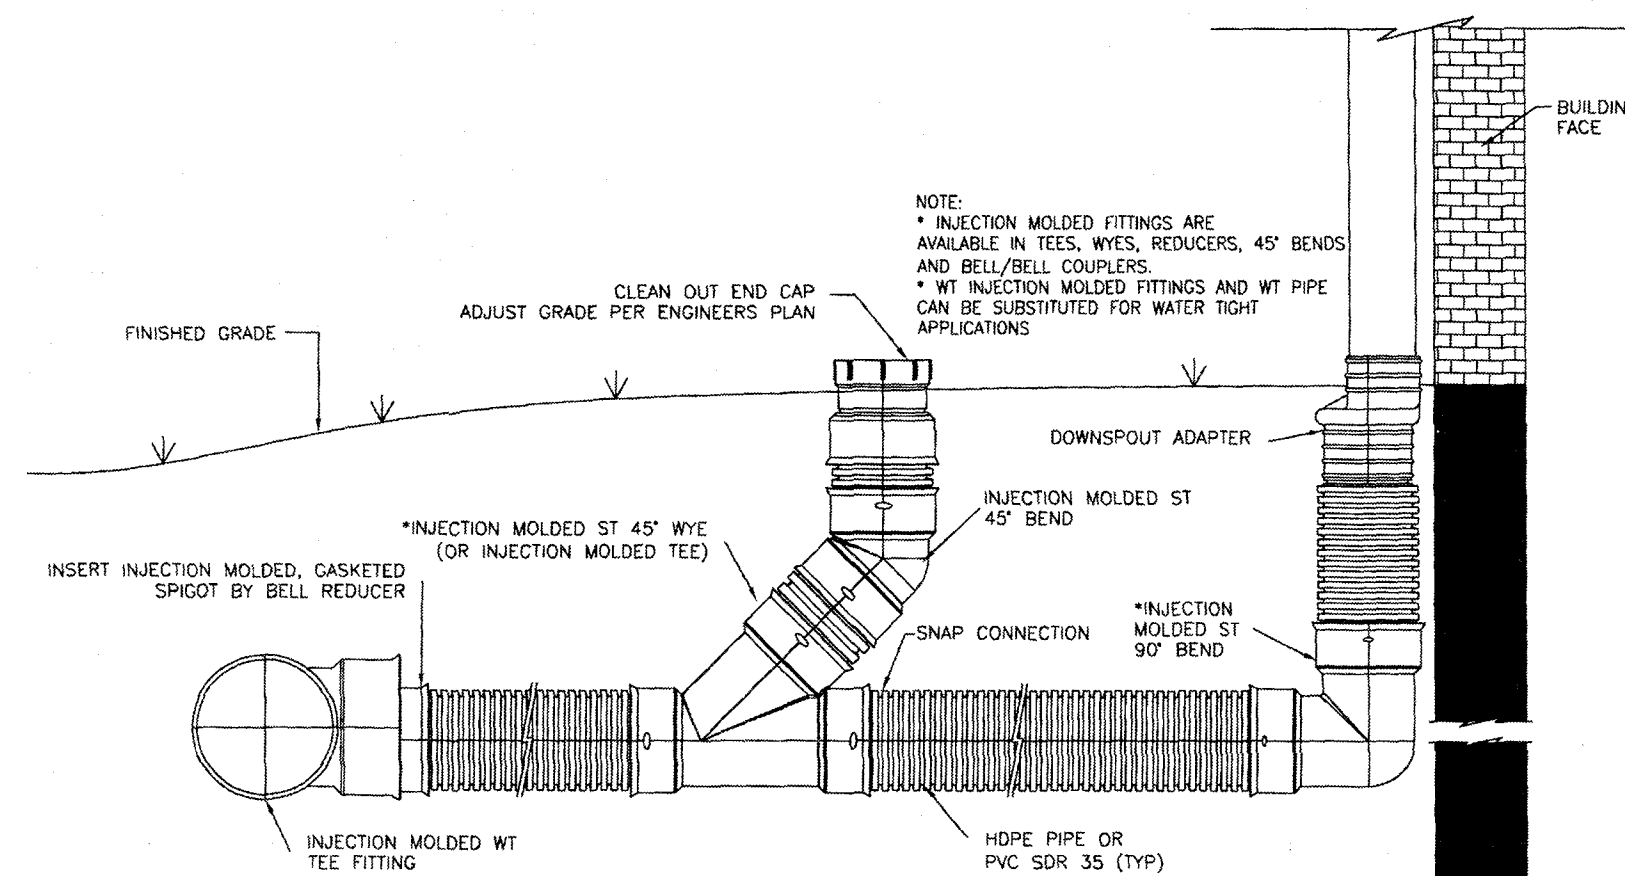 BUILDIN
FACE
NOTE:
* INJECTION MOLDED FITTINGS ARE
AVAILABLE IN TEES, WYES, REDUCERS, 45° BENDS
AND BELL/BELL COUPLERS.
* WT INJECTION MOLDED FITTINGS AND WT PIPE
CAN BE SUBSTITUTED FOR WATER TIGHT
APPLICATIONS
CLEAN OUT END CAP
ADJUST GRADE PER ENGINEERS PLAN
FINISHED GRADE
DOWNSPOUT ADAPTER
INJECTION MOLDED ST
45° BEND
*INJECTION MOLDED ST 45° WYE
(OR INJECTION MOLDED TEE)
INSERT INJECTION MOLDED, GASKETED
SPIGOT BY BELL REDUCER
*INJECTION
MOLDED ST
90° BEND
SNAP CONNECTION
INJECTION MOLDED WT
TEE FITTING
HDPE PIPE OR
PVC SDR 35 (TYP)